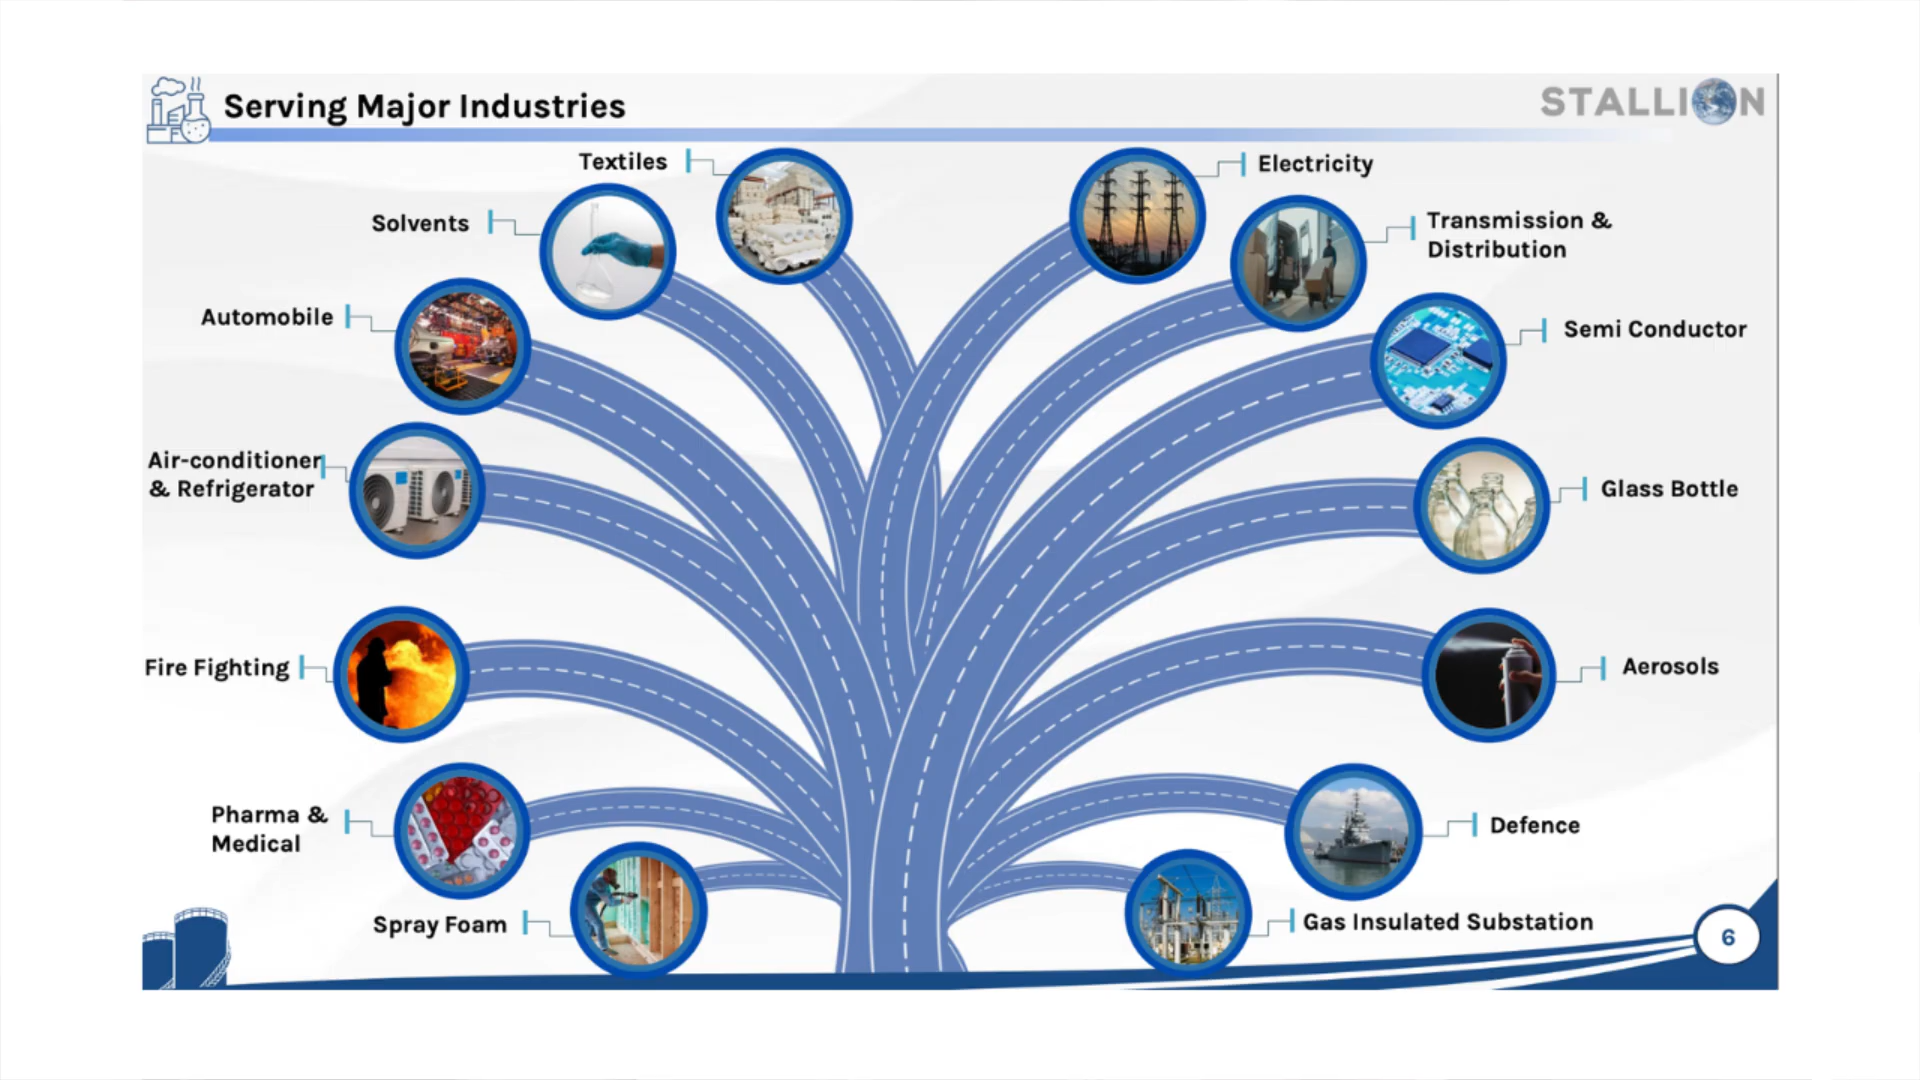 Serving Major Industries
STALLION
Textiles
Electricity
Solvents
Transmission &
Distribution
Automobile
Semi Conductor
Air-conditioner
& Refrigerator
Glass Bottle
Fire Fighting
Aerosols
Pharma &
Medical
Defence
Spray Foam
Gas Insulated Substation
6